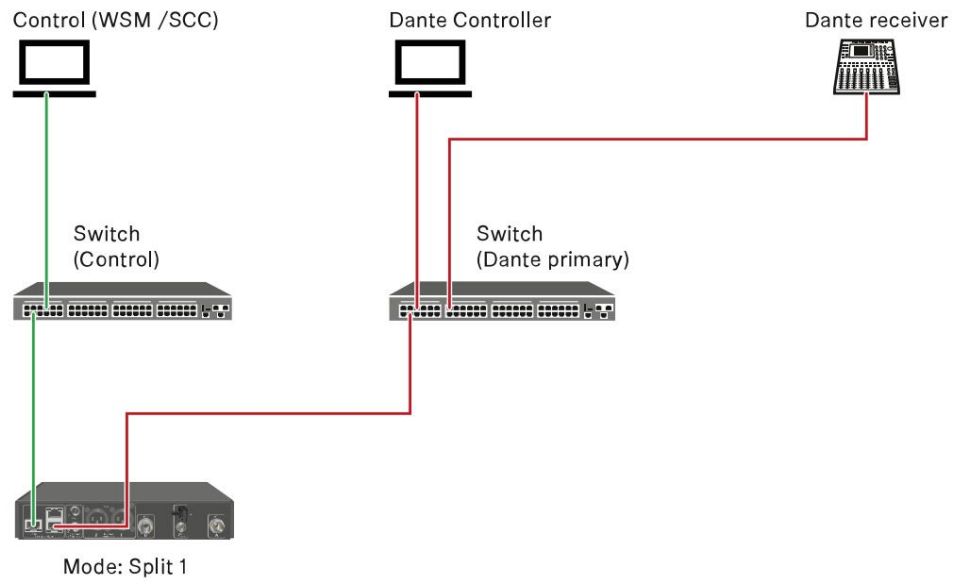 Control (WSM /SCC)
Dante Controller
Dante receiver
Switch
(Control)
Switch
(Dante primary)
Mode: Split 1